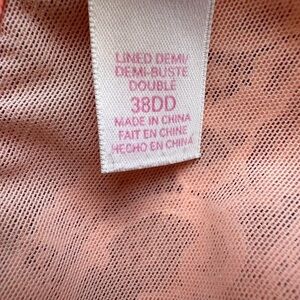 LINED DEMI/
DEMI-BUSTE
DOUBLÉ
38DD
MADE IN CHINA
FAIT EN CHINE
HECHO EN CHINA